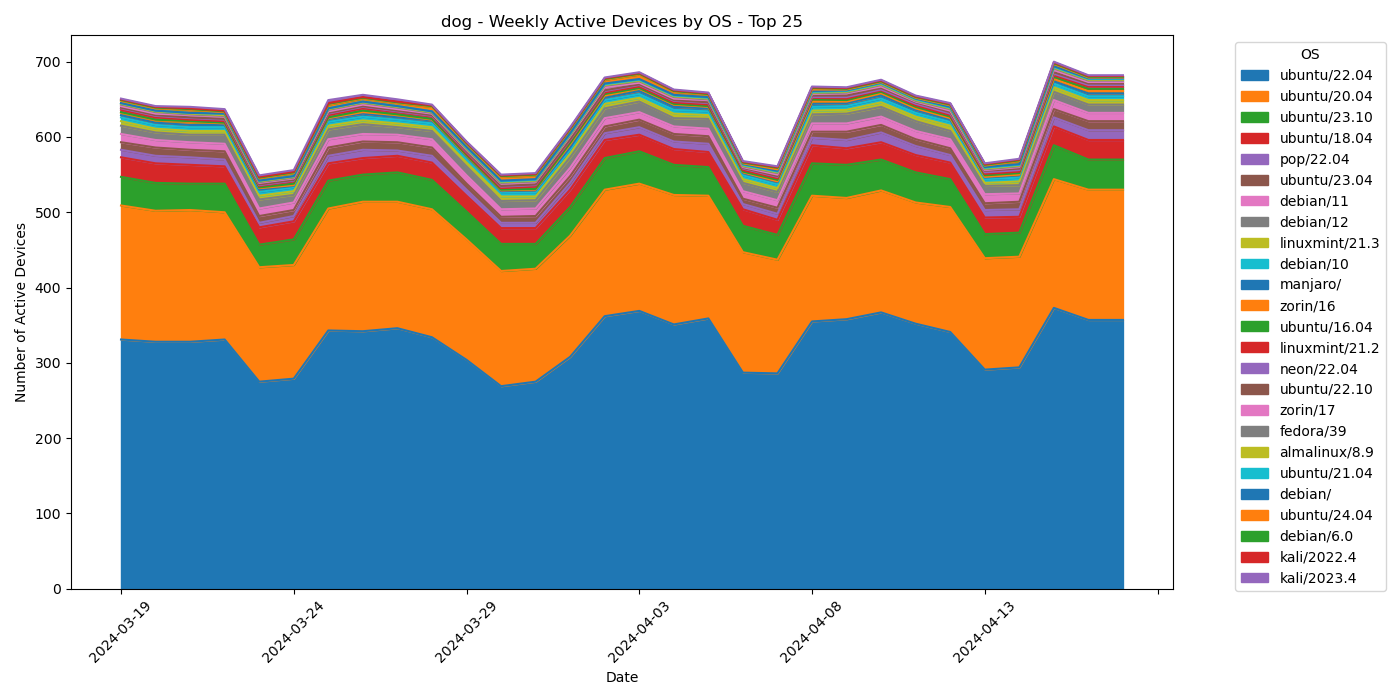 dog - Weekly Active Devices by OS - Top 25
700
600
500
400
300
200
100
0
Number of Active Devices
2024-03-19
2024-03-24
2024-03-29
2024-04-03
2024-04-08
2024-04-13
Date
OS
ubuntu/22.04
ubuntu/20.04
ubuntu/23.10
ubuntu/18.04
pop/22.04
ubuntu/23.04
debian/11
debian/12
linuxmint/21.3
debian/10
manjaro/
zorin/16
ubuntu/16.04
linuxmint/21.2
neon/22.04
ubuntu/22.10
zorin/17
fedora/39
almalinux/8.9
ubuntu/21.04
debian/
ubuntu/24.04
debian/6.0
kali/2022.4
kali/2023.4